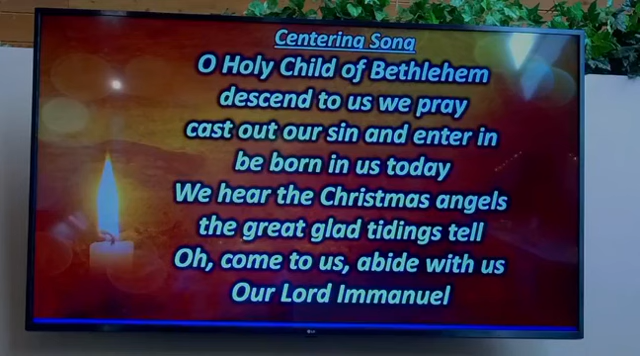 Centering Song
O Holy Child of Bethlehem
descend to us we pray
cast out our sin and enter in
be born in us today
We hear the Christmas angels
the great glad tidings tell
Oh, come to us, abide with us
Our Lord Immanuel
LG